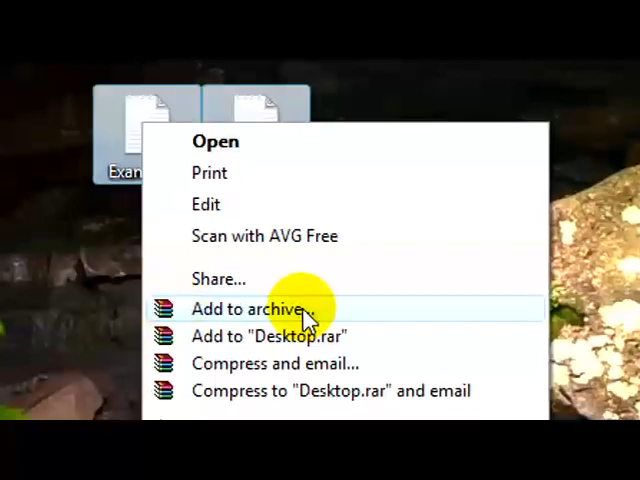 Exam
Open
Print
Edit
Scan with AVG Free
Share...
Add to archive...
Add to "Desktop.rar"
Compress and email...
Compress to "Desktop.rar" and email